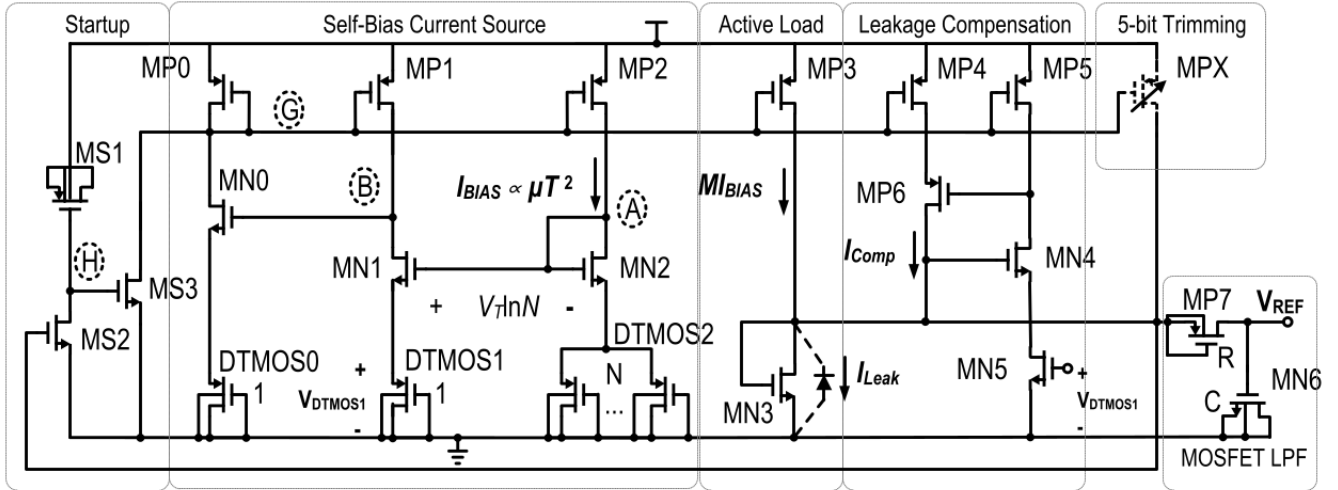 Startup
Self-Bias Current Source
Active Load
Leakage Compensation
5-bit Trimming
MP0
MP1
MP2
MP3
MP4
MP5
MPX
G
MS1
MN0
B
I_BIAS ∝ μT²
A
MI_BIAS
MP6
H
MS3
MN1
MN2
I_Comp
MN4
+ V_T lnN -
MP7
V_REF
MS2
DTMOS0
DTMOS1
DTMOS2
R
1
+
V_DTMOS1
-
1
N
...
MN3
I_Leak
MN5
+
V_DTMOS1
-
C
MN6
MOSFET LPF